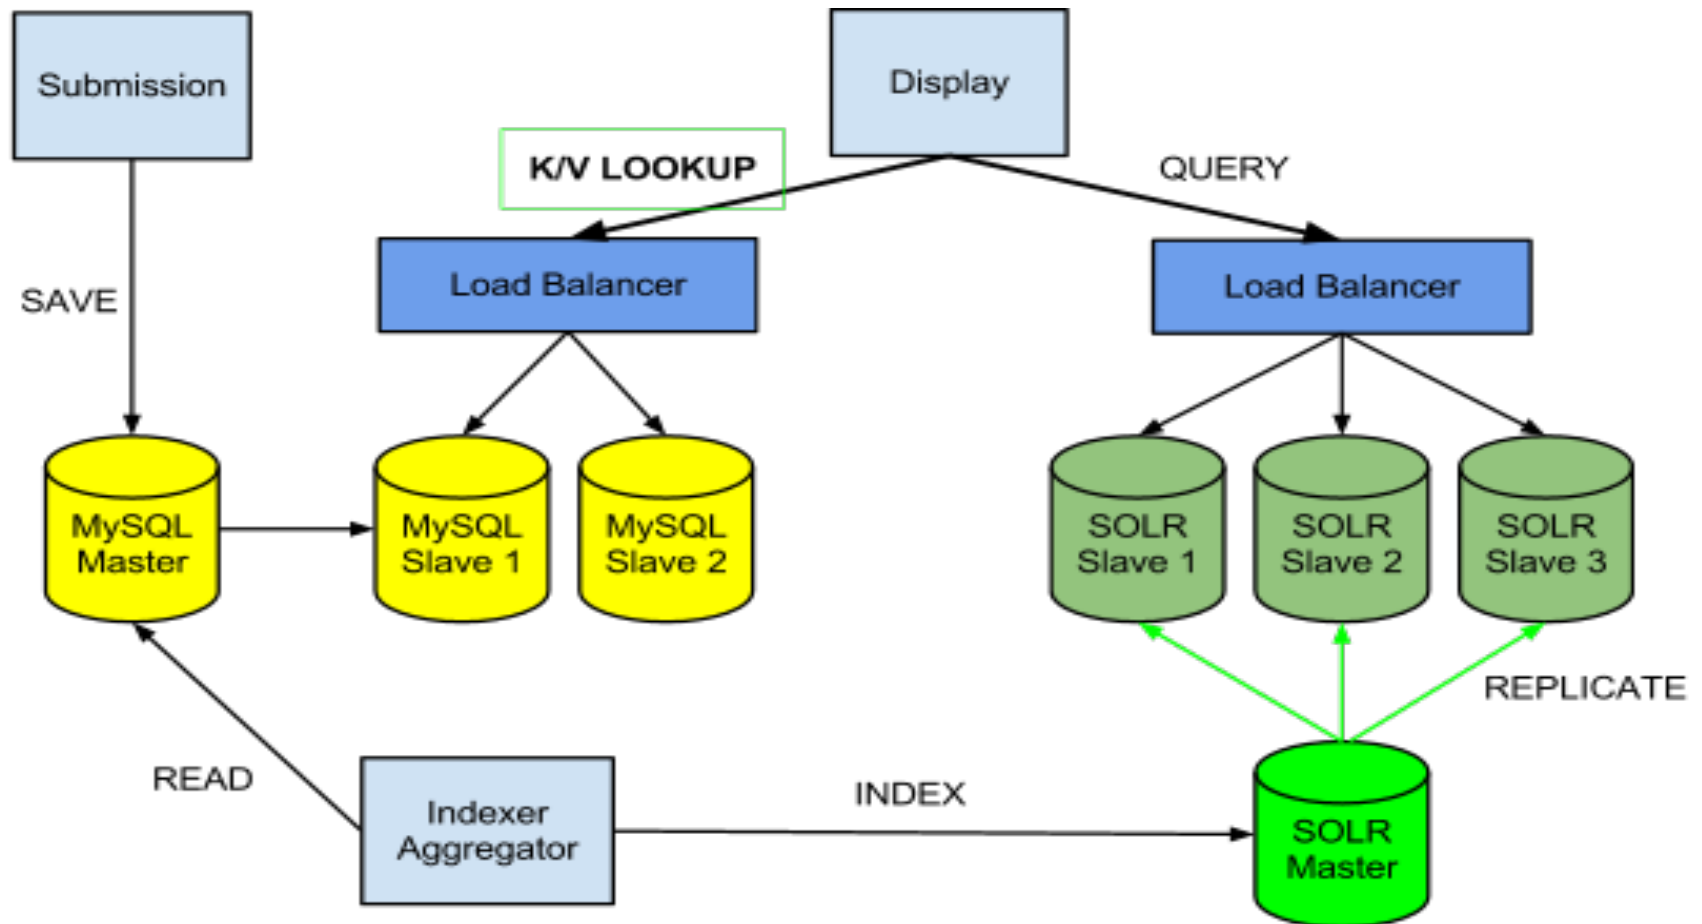 Submission
Display
K/V LOOKUP
QUERY
Load Balancer
Load Balancer
SAVE
MySQL
Master
MySQL
Slave 1
MySQL
Slave 2
SOLR
Slave 1
SOLR
Slave 2
SOLR
Slave 3
REPLICATE
READ
Indexer
Aggregator
INDEX
SOLR
Master